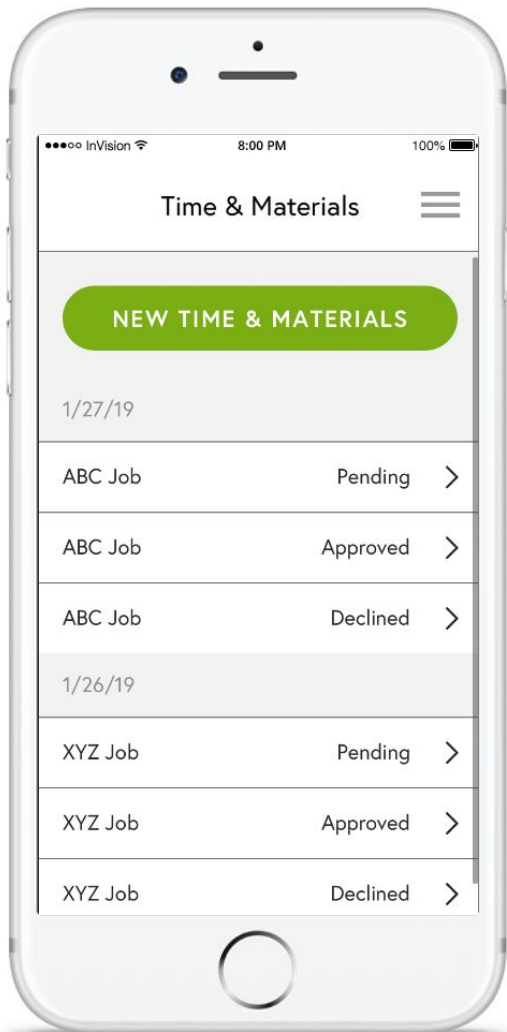 InVision 8:00 PM 100%
Time & Materials
NEW TIME & MATERIALS
1/27/19
ABC Job Pending
ABC Job Approved
ABC Job Declined
1/26/19
XYZ Job Pending
XYZ Job Approved
XYZ Job Declined